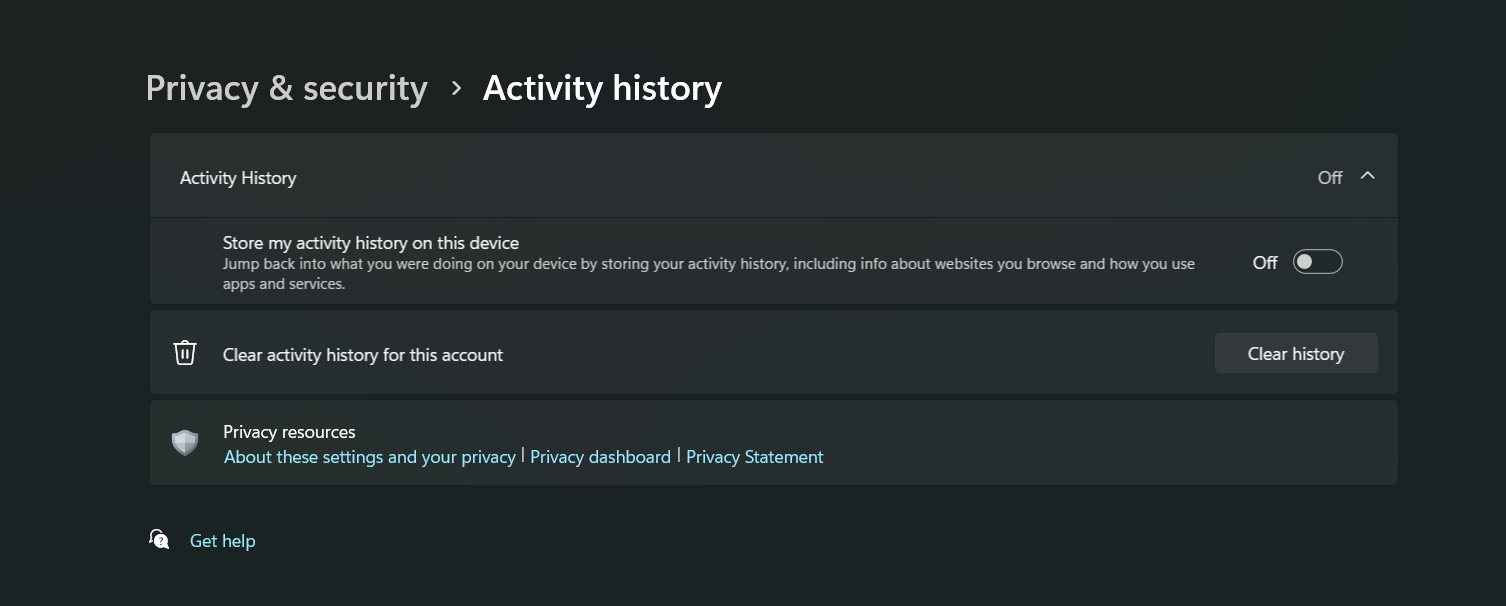 Privacy & security > Activity history
Activity History Off
Store my activity history on this device
Jump back into what you were doing on your device by storing your activity history, including info about websites you browse and how you use
apps and services.
Off
Clear activity history for this account Clear history
Privacy resources
About these settings and your privacy | Privacy dashboard | Privacy Statement
Get help